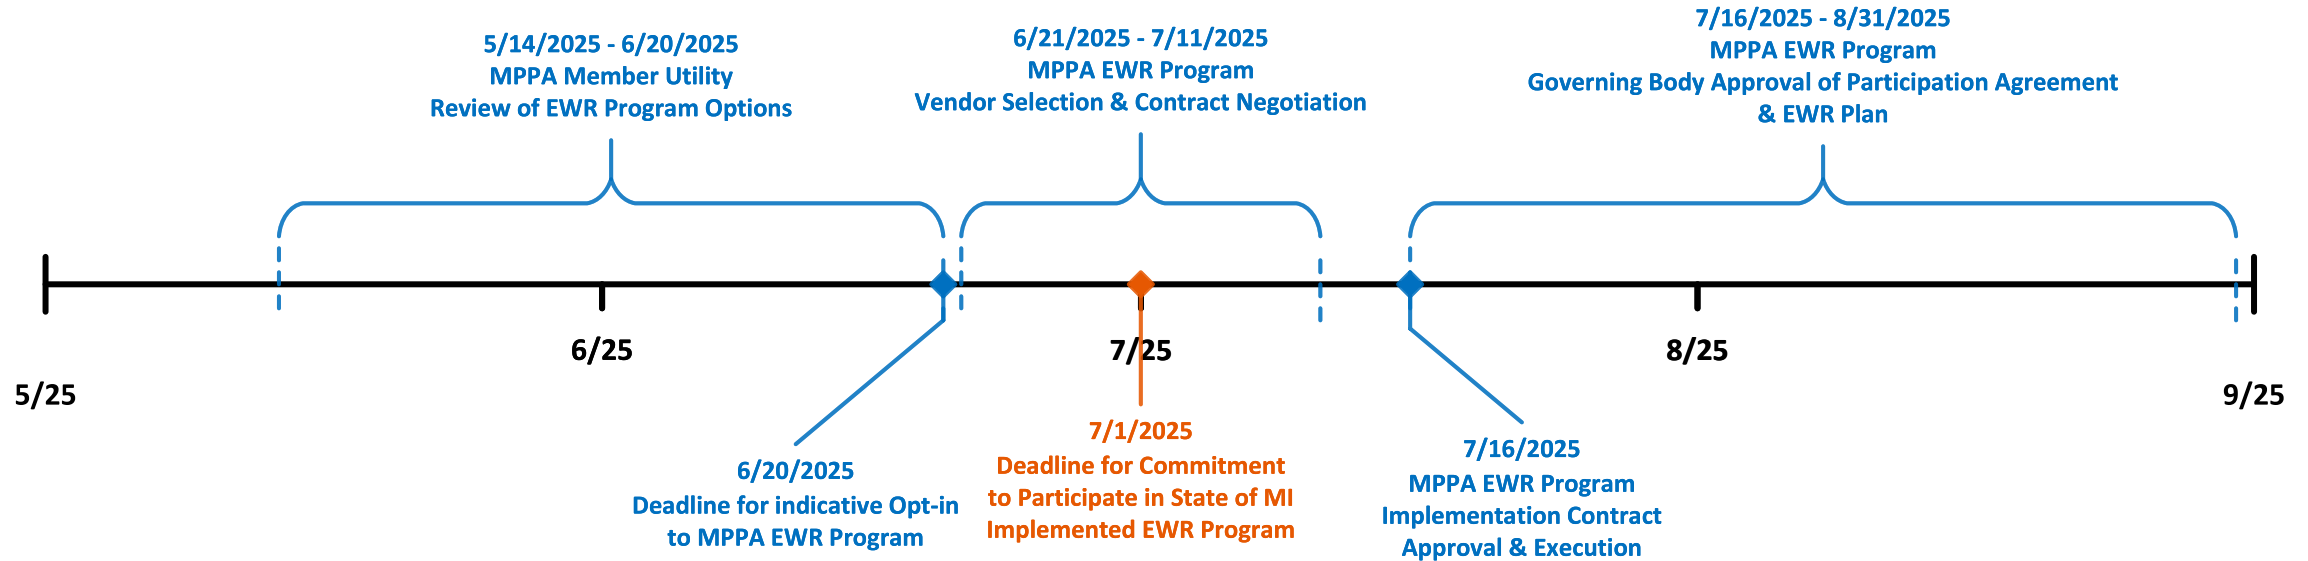 5/14/2025 - 6/20/2025
MPPA Member Utility
Review of EWR Program Options
6/21/2025 - 7/11/2025
MPPA EWR Program
Vendor Selection & Contract Negotiation
7/16/2025 - 8/31/2025
MPPA EWR Program
Governing Body Approval of Participation Agreement
& EWR Plan
5/25
6/25
7/25
8/25
9/25
6/20/2025
Deadline for indicative Opt-in
to MPPA EWR Program
7/1/2025
Deadline for Commitment
to Participate in State of MI
Implemented EWR Program
7/16/2025
MPPA EWR Program
Implementation Contract
Approval & Execution